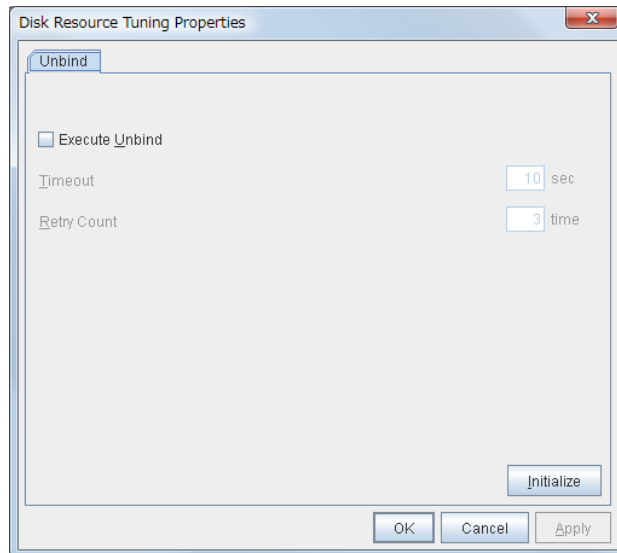 Disk Resource Tuning Properties
Unbind
Execute Unbind
Timeout 10 sec
Retry Count 3 time
Initialize
OK Cancel Apply